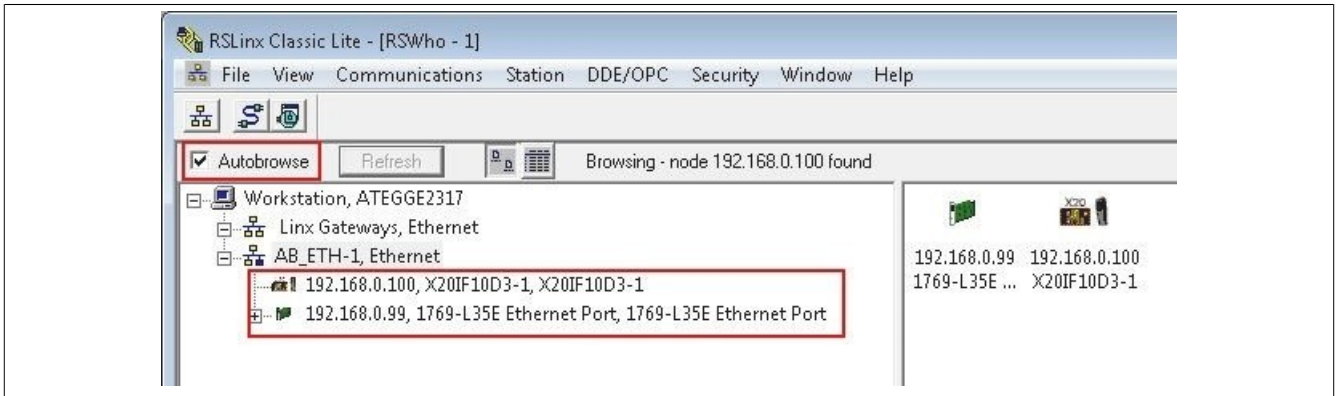 RSLinx Classic Lite - [RSWho - 1]
File View Communications Station DDE/OPC Security Window Help
Autobrowse Refresh Browsing - node 192.168.0.100 found
Workstation, ATEGGE2317
Linx Gateways, Ethernet
AB_ETH-1, Ethernet
192.168.0.100, X20IF10D3-1, X20IF10D3-1
192.168.0.99, 1769-L35E Ethernet Port, 1769-L35E Ethernet Port
X20
192.168.0.99 192.168.0.100
1769-L35E ... X20IF10D3-1